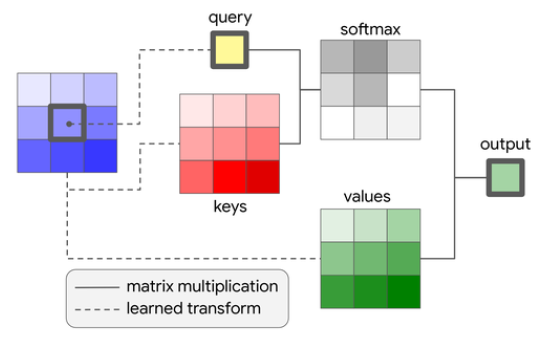 query
softmax
keys
output
values
matrix multiplication
learned transform